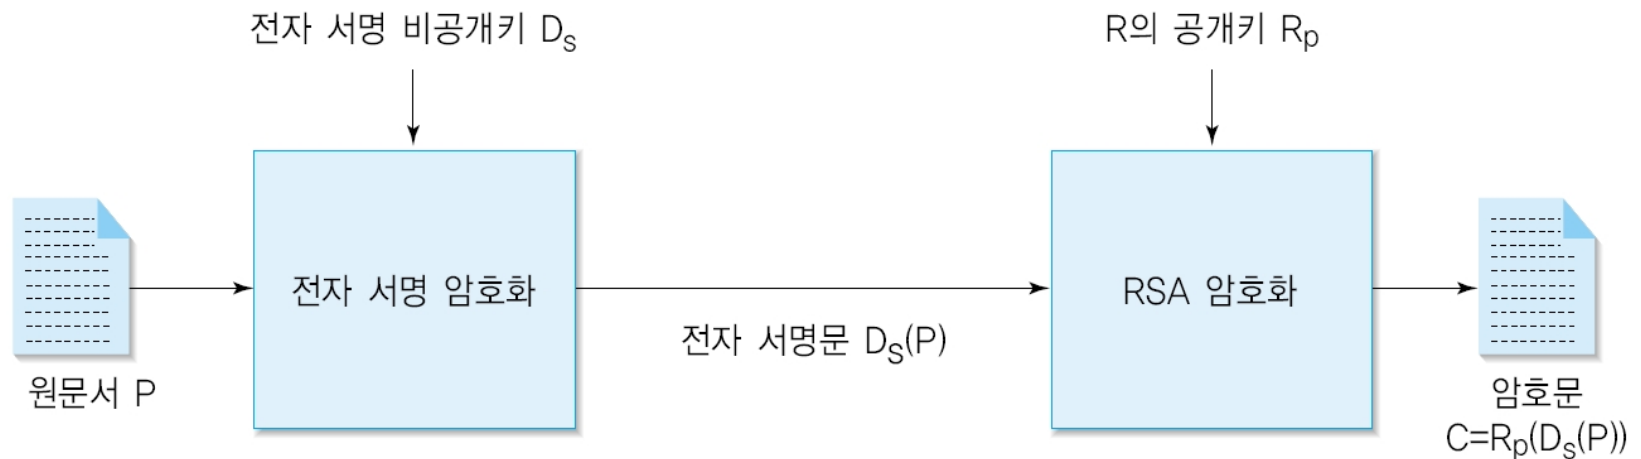 전자 서명 비공개키 Ds
R의 공개키 Rp
전자 서명 암호화
RSA 암호화
전자 서명문 DS(P)
원문서 P
암호문
C=Rp(Ds(P))